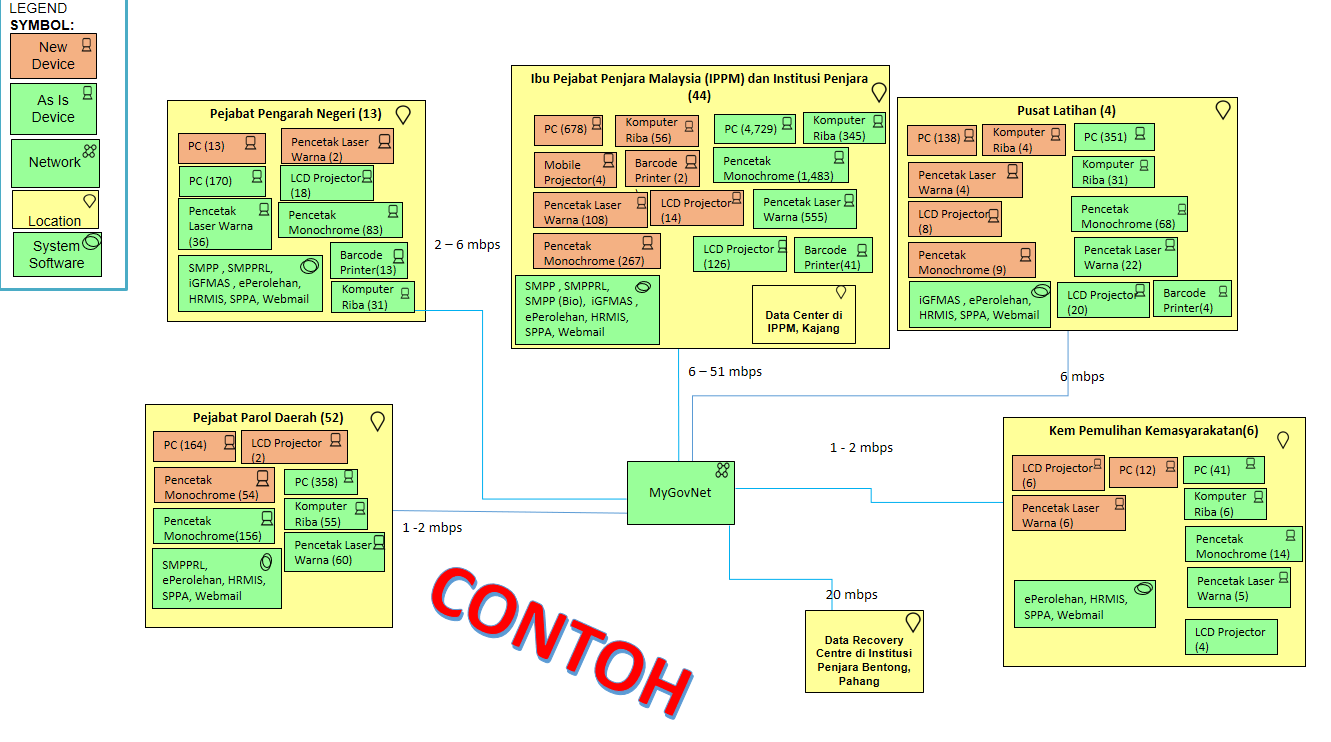 LEGEND
SYMBOL:
New
Device
As Is
Device
Network
Location
System
Software
Pejabat Pengarah Negeri (13)
PC (13)
Pencetak Laser
Warna (2)
PC (170)
LCD Projector
(18)
Pencetak
Laser Warna
(36)
Pencetak
Monochrome (83)
Barcode
Printer(13)
SMPP , SMPPRL,
iGFMAS , ePerolehan,
HRMIS, SPPA, Webmail
Komputer
Riba (31)
2 – 6 mbps
Ibu Pejabat Penjara Malaysia (IPPM) dan Institusi Penjara
(44)
PC (678)
Komputer
Riba (56)
PC (4,729)
Komputer
Riba (345)
Mobile
Projector(4)
Barcode
Printer (2)
Pencetak
Monochrome (1,483)
Pencetak Laser
Warna (108)
LCD Projector
(14)
Pencetak Laser
Warna (555)
Pencetak
Monochrome (267)
LCD Projector
(126)
Barcode
Printer(41)
SMPP , SMPPRL,
SMPP (Bio), iGFMAS ,
ePerolehan, HRMIS,
SPPA, Webmail
Data Center di
IPPM, Kajang
6 – 51 mbps
Pusat Latihan (4)
PC (138)
Komputer
Riba (4)
PC (351)
Pencetak Laser
Warna (4)
Komputer
Riba (31)
LCD Projector
(8)
Pencetak
Monochrome (68)
Pencetak
Monochrome (9)
Pencetak Laser
Warna (22)
iGFMAS , ePerolehan,
HRMIS, SPPA, Webmail
LCD Projector
(20)
Barcode
Printer(4)
6 mbps
Pejabat Parol Daerah (52)
PC (164)
LCD Projector
(2)
Pencetak
Monochrome (54)
PC (358)
Pencetak
Monochrome(156)
Komputer
Riba (55)
Pencetak Laser
Warna (60)
SMPPRL,
ePerolehan, HRMIS,
SPPA, Webmail
1 -2 mbps
MyGovNet
1 - 2 mbps
Kem Pemulihan Kemasyarakatan(6)
LCD Projector
(6)
PC (12)
PC (41)
Pencetak Laser
Warna (6)
Komputer
Riba (6)
Pencetak
Monochrome (14)
ePerolehan, HRMIS,
SPPA, Webmail
Pencetak Laser
Warna (5)
LCD Projector
(4)
20 mbps
Data Recovery
Centre di Institusi
Penjara Bentong,
Pahang
CONTOH